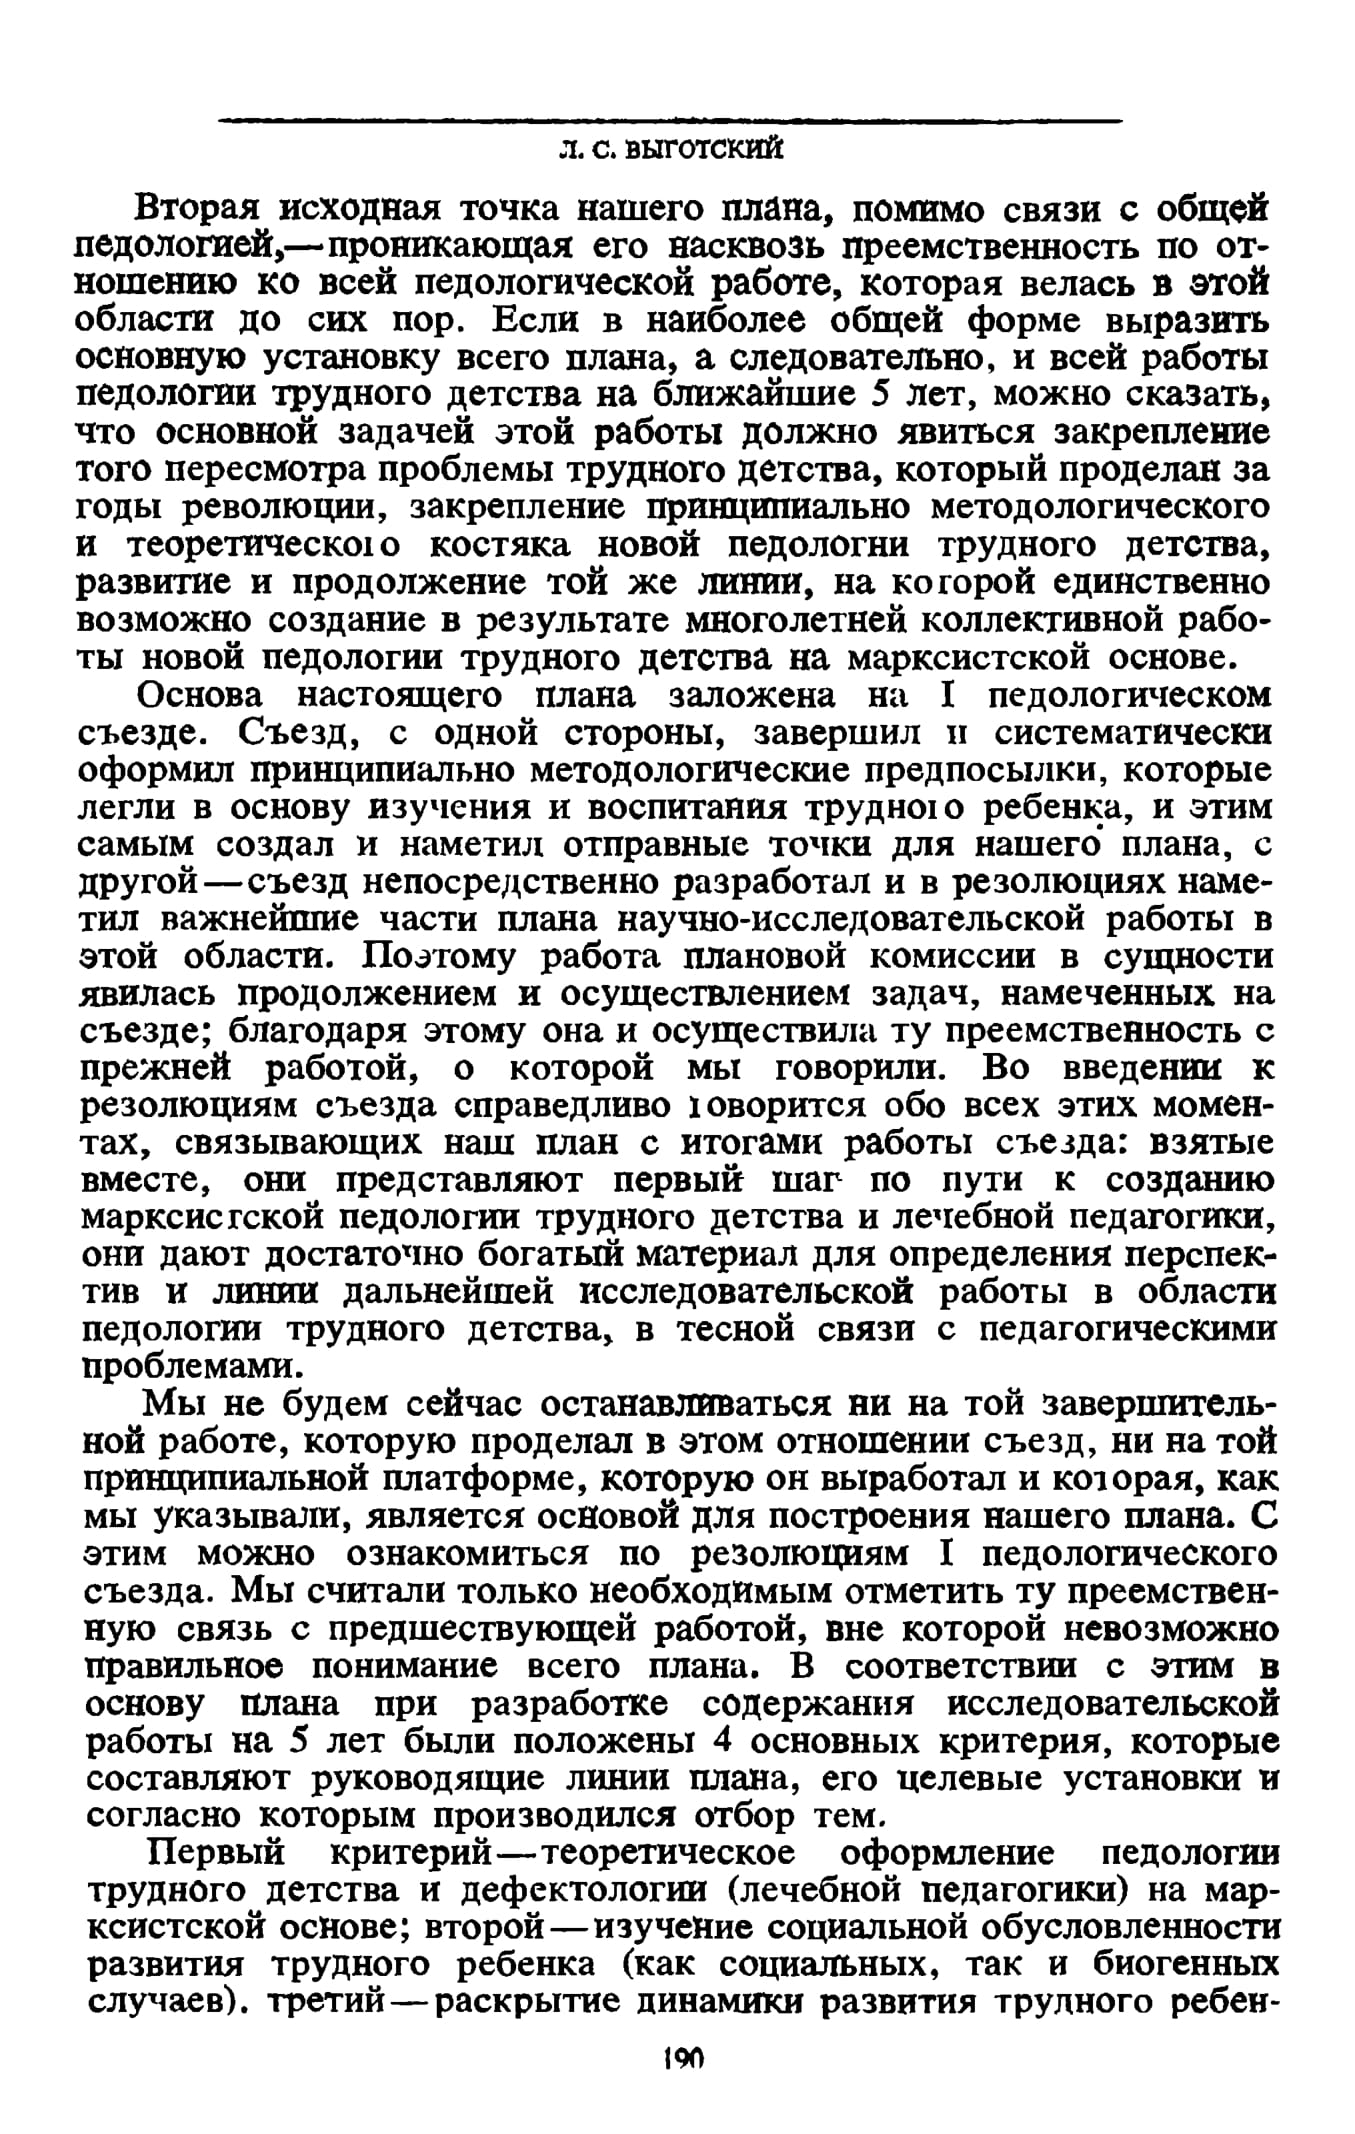 Л. С. ВЫГОТСКИЙ
Вторая исходная точка нашего плана, помимо связи с общей
педологией,—проникающая его насквозь преемственность по от-
ношению ко всей педологической работе, которая велась в этой
области до сих пор. Если в наиболее общей форме выразить
основную установку всего плана, а следовательно, и всей работы
педологии трудного детства на ближайшие 5 лет, можно сказать,
что основной задачей этой работы должно явиться закрепление
того пересмотра проблемы трудного детства, который проделан за
годы революции, закрепление принципиально методологического
и теоретического костяка новой педологии трудного детства,
развитие и продолжение той же линии, на которой единственно
возможно создание в результате многолетней коллективной рабо-
ты новой педологии трудного детства на марксистской основе.
Основа настоящего плана заложена на I педологическом
съезде. Съезд, с одной стороны, завершил и систематически
оформил принципиально методологические предпосылки, которые
легли в основу изучения и воспитания трудного ребенка, и этим
самым создал и наметил отправные точки для нашего плана, с
другой—съезд непосредственно разработал и в резолюциях наме-
тил важнейшие части плана научно-исследовательской работы в
этой области. Поэтому работа плановой комиссии в сущности
явилась продолжением и осуществлением задач, намеченных на
съезде; благодаря этому она и осуществила ту преемственность с
прежней работой, о которой мы говорили. Во введении к
резолюциям съезда справедливо говорится обо всех этих момен-
тах, связывающих наш план с итогами работы съезда: взятые
вместе, они представляют первый шаг по пути к созданию
марксистской педологии трудного детства и лечебной педагогики,
они дают достаточно богатый материал для определения перспек-
тив и линии дальнейшей исследовательской работы в области
педологии трудного детства, в тесной связи с педагогическими
проблемами.
Мы не будем сейчас останавливаться ни на той завершитель-
ной работе, которую проделал в этом отношении съезд, ни на той
принципиальной платформе, которую он выработал и которая, как
мы указывали, является основой для построения нашего плана. С
этим можно ознакомиться по резолюциям I педологического
съезда. Мы считали только необходимым отметить ту преемствен-
ную связь с предшествующей работой, вне которой невозможно
правильное понимание всего плана. В соответствии с этим в
основу плана при разработке содержания исследовательской
работы на 5 лет были положены 4 основных критерия, которые
составляют руководящие линии плана, его целевые установки и
согласно которым производился отбор тем.
Первый критерий—теоретическое оформление педологии
трудного детства и дефектологии (лечебной педагогики) на мар-
ксистской основе; второй—изучение социальной обусловленности
развития трудного ребенка (как социальных, так и биогенных
случаев). третий—раскрытие динамики развития трудного ребен-
190